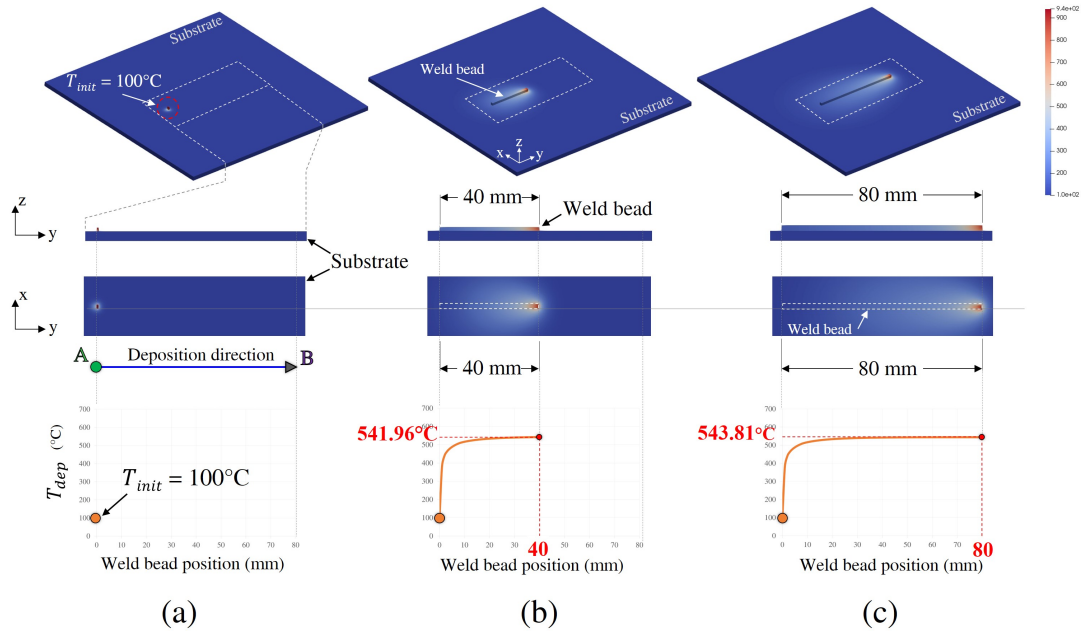 Substrate
T_init = 100°C
Weld bead
Substrate
z
x
y
Substrate
9.4e+02
900
800
700
600
500
400
300
200
1.0e+02
z
y
40 mm
Weld bead
80 mm
Substrate
x
y
Weld bead
A
Deposition direction
B
40 mm
80 mm
T_dep (°C)
700
600
500
400
300
200
100
T_init = 100°C
0 10 20 30 40 50 60 70 80
Weld bead position (mm)
541.96°C
700
600
500
400
300
200
100
0 10 20 30 40 50 60 70 80
40
Weld bead position (mm)
543.81°C
700
600
500
400
300
200
100
0 10 20 30 40 50 60 70
80
Weld bead position (mm)
(a)
(b)
(c)